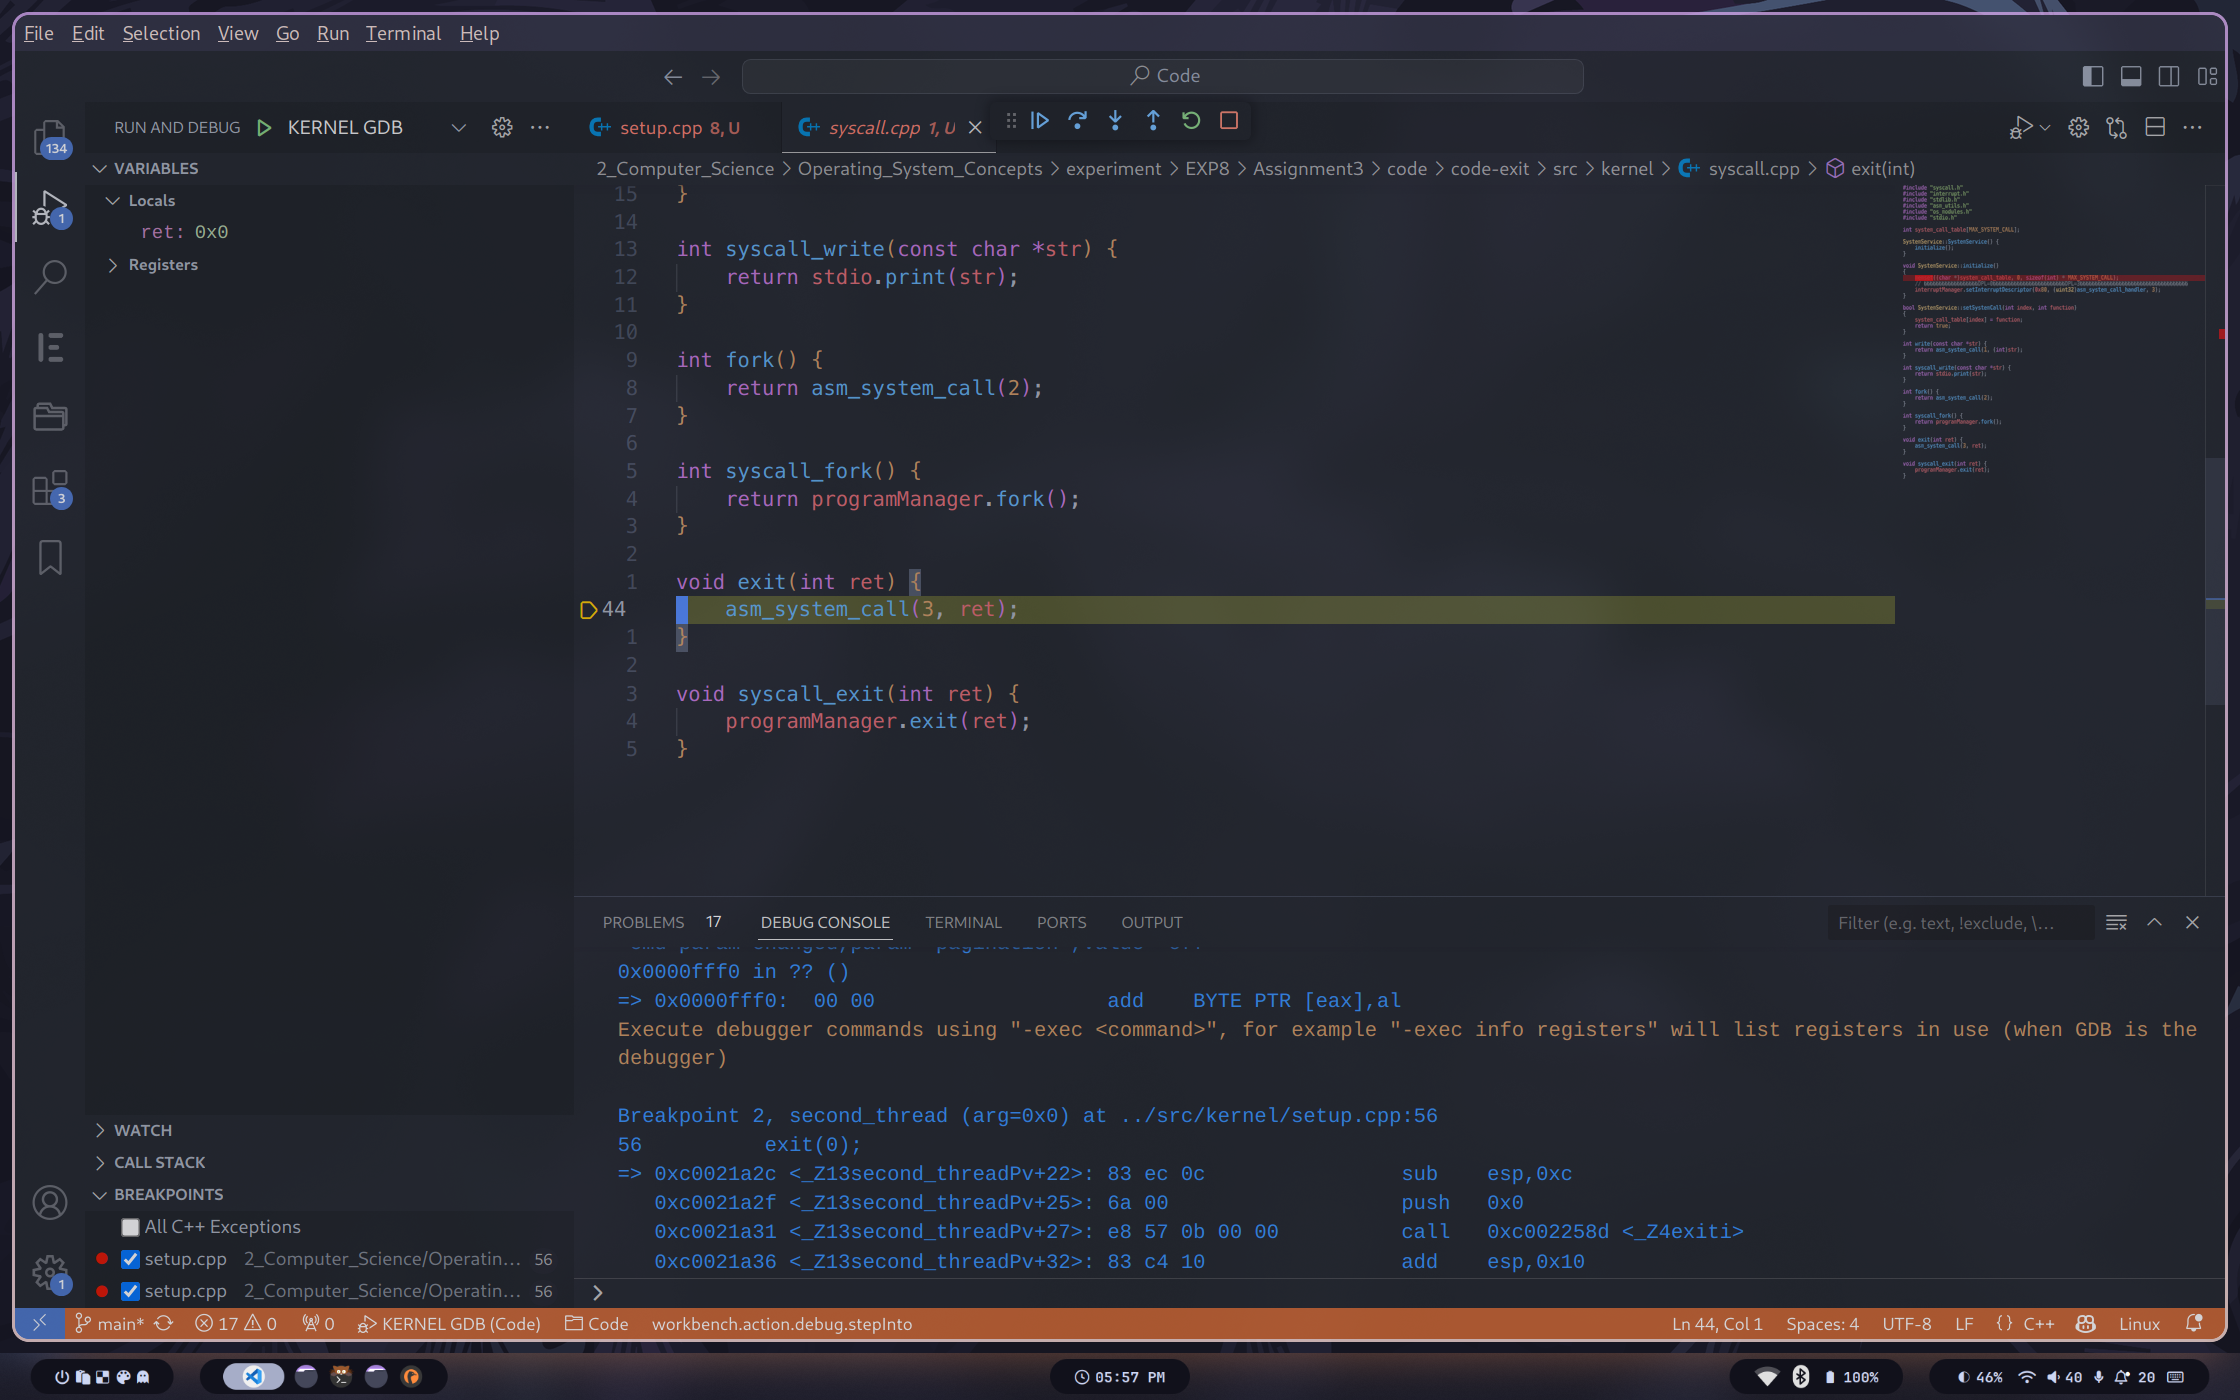 File Edit Selection View Go Run Terminal Help
Code
134
1
3
1
RUN AND DEBUG KERNEL GDB
VARIABLES
Locals
ret: 0x0
Registers
WATCH
CALL STACK
BREAKPOINTS
All C++ Exceptions
setup.cpp 2_Computer_Science/Operatin... 56
setup.cpp 2_Computer_Science/Operatin... 56
setup.cpp 8, U syscall.cpp 1, U
2_Computer_Science > Operating_System_Concepts > experiment > EXP8 > Assignment3 > code > code-exit > src > kernel > syscall.cpp > exit(int)
15 }
14
13 int syscall_write(const char *str) {
12 return stdio.print(str);
11 }
10
9 int fork() {
8 return asm_system_call(2);
7 }
6
5 int syscall_fork() {
4 return programManager.fork();
3 }
2
1 void exit(int ret) {
44 asm_system_call(3, ret);
1 }
2
3 void syscall_exit(int ret) {
4 programManager.exit(ret);
5 }
PROBLEMS 17 DEBUG CONSOLE TERMINAL PORTS OUTPUT
Filter (e.g. text, !exclude, \...
0x0000fff0 in ?? ()
=> 0x0000fff0: 00 00 add BYTE PTR [eax],al
Execute debugger commands using "-exec <command>", for example "-exec info registers" will list registers in use (when GDB is the
debugger)
Breakpoint 2, second_thread (arg=0x0) at ../src/kernel/setup.cpp:56
56 exit(0);
=> 0xc0021a2c <_Z13second_threadPv+22>: 83 ec 0c sub esp,0xc
0xc0021a2f <_Z13second_threadPv+25>: 6a 00 push 0x0
0xc0021a31 <_Z13second_threadPv+27>: e8 57 0b 00 00 call 0xc002258d <_Z4exiti>
0xc0021a36 <_Z13second_threadPv+32>: 83 c4 10 add esp,0x10
>
main* 17 0 0 KERNEL GDB (Code) Code workbench.action.debug.stepInto Ln 44, Col 1 Spaces: 4 UTF-8 LF {} C++ Linux
05:57 PM 100% 46% 40 20